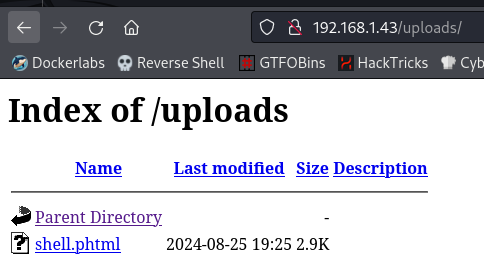 192.168.1.43/uploads/
Dockerlabs Reverse Shell GTFOBins HackTricks Cyb
Index of /uploads
Name Last modified Size Description
Parent Directory -
shell.phtml 2024-08-25 19:25 2.9K